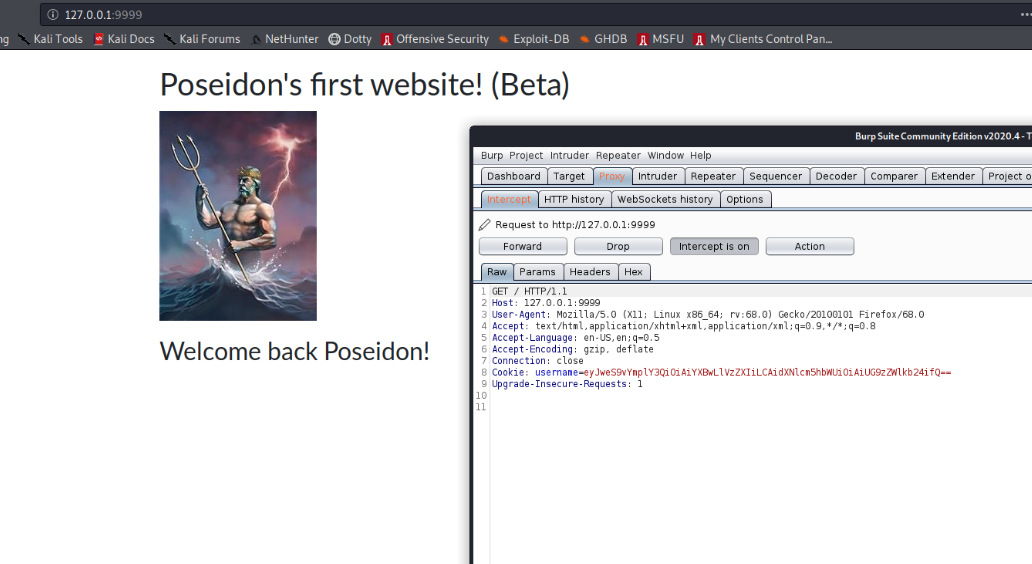 127.0.0.1:9999
ng Kali Tools Kali Docs Kali Forums NetHunter Dotty Offensive Security Exploit-DB GHDB MSFU My Clients Control Pan…
Poseidon's first website! (Beta)
Welcome back Poseidon!
Burp Suite Community Edition v2020.4 - T
Burp Project Intruder Repeater Window Help
Dashboard Target Proxy Intruder Repeater Sequencer Decoder Comparer Extender Project o
Intercept HTTP history WebSockets history Options
Request to http://127.0.0.1:9999
Forward Drop Intercept is on Action
Raw Params Headers Hex
1 GET / HTTP/1.1
2 Host: 127.0.0.1:9999
3 User-Agent: Mozilla/5.0 (X11; Linux x86_64; rv:68.0) Gecko/20100101 Firefox/68.0
4 Accept: text/html,application/xhtml+xml,application/xml;q=0.9,*/*;q=0.8
5 Accept-Language: en-US,en;q=0.5
6 Accept-Encoding: gzip, deflate
7 Connection: close
8 Cookie: username=eyJweS9vYmplY3QiOiAiYXBwLlVzZXIiLCAidXNlcm5hbWUiOiAiUG9zZWlkb24ifQ==
9 Upgrade-Insecure-Requests: 1
10
11